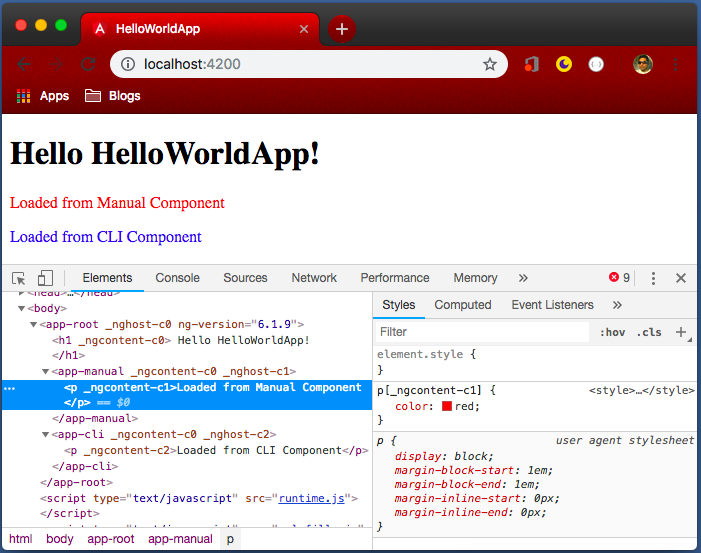 HelloWorldApp
localhost:4200
Apps Blogs
Hello HelloWorldApp!
Loaded from Manual Component
Loaded from CLI Component
Elements Console Sources Network Performance Memory » 9
<head>…</head>
<body>
<app-root _nghost-c0 ng-version="6.1.9">
<h1 _ngcontent-c0> Hello HelloWorldApp!
</h1>
<app-manual _ngcontent-c0 _nghost-c1>
… <p _ngcontent-c1>Loaded from Manual Component
</p> == $0
</app-manual>
<app-cli _ngcontent-c0 _nghost-c2>
<p _ngcontent-c2>Loaded from CLI Component</p>
</app-cli>
</app-root>
<script type="text/javascript" src="runtime.js">
</script>
html body app-root app-manual p
Styles Computed Event Listeners »
Filter :hov .cls +
element.style {
}
p[_ngcontent-c1] { <style>…</style>
color: red;
}
p { user agent stylesheet
display: block;
margin-block-start: 1em;
margin-block-end: 1em;
margin-inline-start: 0px;
margin-inline-end: 0px;
}